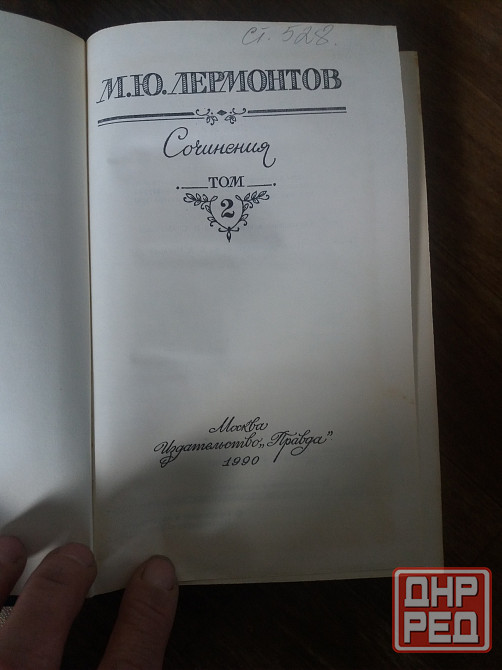 ст. 528.
М.Ю. ЛЕРМОНТОВ
Сочинения
ТОМ
2
Москва
Издательство „Правда“
1990
ДНР
РЕД